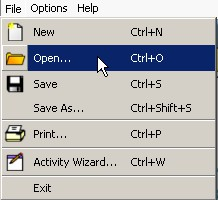 File Options Help
New Ctrl+N
Open... Ctrl+O
Save Ctrl+S
Save As... Ctrl+Shift+S
Print... Ctrl+P
Activity Wizard... Ctrl+W
Exit